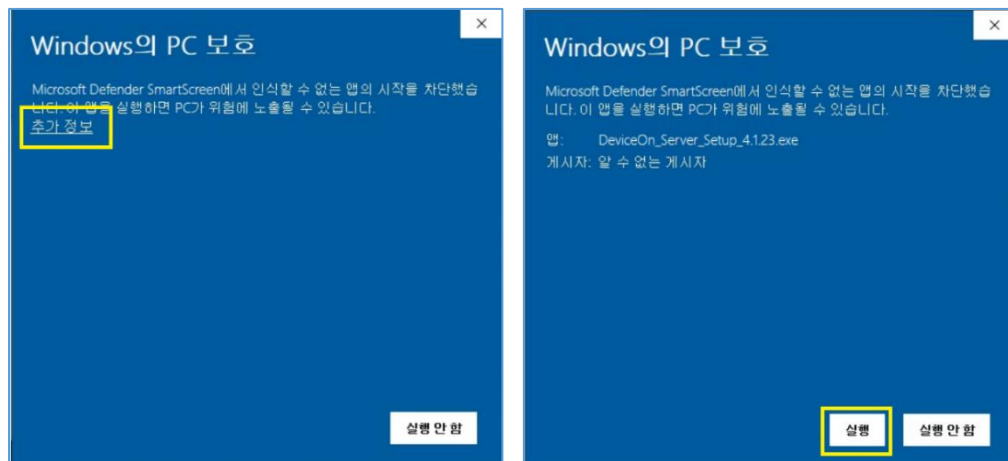 Windows의 PC 보호
Microsoft Defender SmartScreen에서 인식할 수 없는 앱의 시작을 차단했습
니다. 이 앱을 실행하면 PC가 위험에 노출될 수 있습니다.
추가 정보
실행 안 함
Windows의 PC 보호
Microsoft Defender SmartScreen에서 인식할 수 없는 앱의 시작을 차단했습
니다. 이 앱을 실행하면 PC가 위험에 노출될 수 있습니다.
앱: DeviceOn_Server_Setup_4.1.23.exe
게시자: 알 수 없는 게시자
실행 실행 안 함